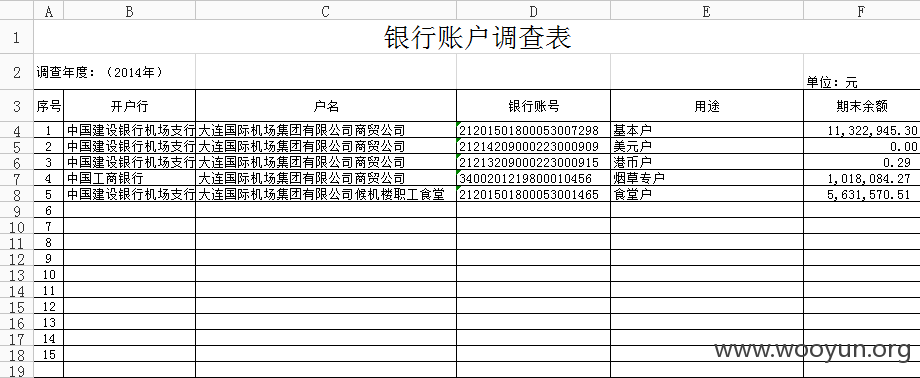 A B C D E F
1 银行账户调查表
2 调查年度：（2014年） 单位：元
3 序号 开户行 户名 银行账号 用途 期末余额
4 1 中国建设银行机场支行 大连国际机场集团有限公司商贸公司 21201501800053007298 基本户 11,322,945.30
5 2 中国建设银行机场支行 大连国际机场集团有限公司商贸公司 21214209000223000909 美元户 0.00
6 3 中国建设银行机场支行 大连国际机场集团有限公司商贸公司 21213209000223000915 港币户 0.29
7 4 中国工商银行 大连国际机场集团有限公司商贸公司 3400201219800010456 烟草专户 1,018,084.27
8 5 中国建设银行机场支行 大连国际机场集团有限公司候机楼职工食堂 21201501800053001465 食堂户 5,631,570.51
9 6
10 7
11 8
12 9
13 10
14 11
15 12
16 13
17 14
18 15
19
www.wooyun.org